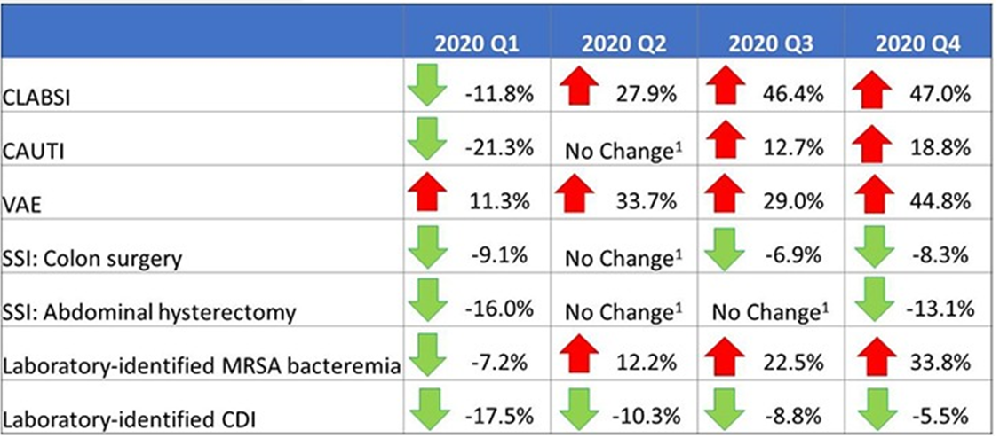 2020 Q1 2020 Q2 2020 Q3 2020 Q4
CLABSI -11.8% 27.9% 46.4% 47.0%
CAUTI -21.3% No Change¹ 12.7% 18.8%
VAE 11.3% 33.7% 29.0% 44.8%
SSI: Colon surgery -9.1% No Change¹ -6.9% -8.3%
SSI: Abdominal hysterectomy -16.0% No Change¹ No Change¹ -13.1%
Laboratory-identified MRSA bacteremia -7.2% 12.2% 22.5% 33.8%
Laboratory-identified CDI -17.5% -10.3% -8.8% -5.5%